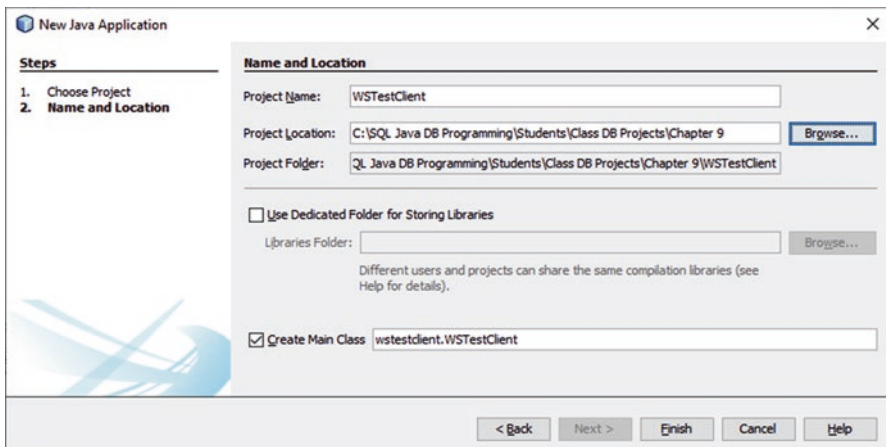 New Java Application
Steps
1. Choose Project
2. Name and Location
Name and Location
Project Name: WSTestClient
Project Location: C:\SQL Java DB Programming\Students\Class DB Projects\Chapter 9 Browse...
Project Folder: QL Java DB Programming\Students\Class DB Projects\Chapter 9\WSTestClient
Use Dedicated Folder for Storing Libraries
Libraries Folder: Browse...
Different users and projects can share the same compilation libraries (see
Help for details).
Create Main Class wstestclient.WSTestClient
< Back Next > Finish Cancel Help